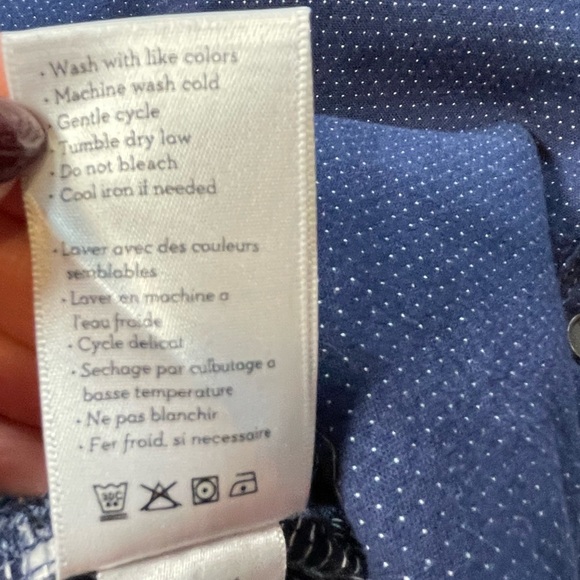 • Wash with like colors
• Machine wash cold
• Gentle cycle
Tumble dry low
• Do not bleach
• Cool iron if needed
• Laver avec des couleurs
semblables
• Laver en machine a
l'eau froide
• Cycle delicat
• Sechage par culbutage a
basse temperature
• Ne pas blanchir
• Fer froid, si necessaire
30C